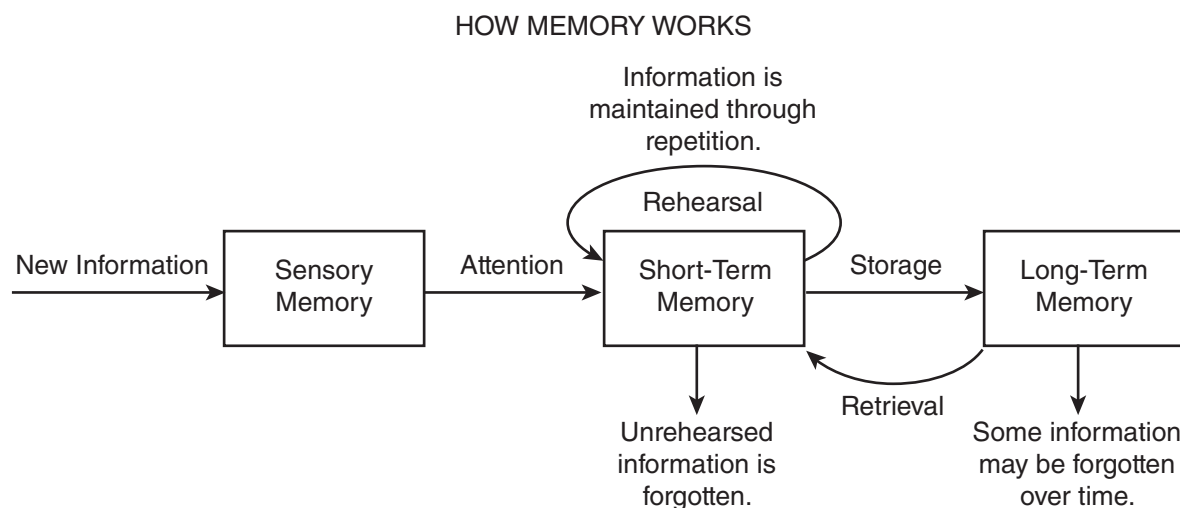 HOW MEMORY WORKS
Information is
maintained through
repetition.
Rehearsal
New Information
Sensory
Memory
Attention
Short-Term
Memory
Storage
Long-Term
Memory
Retrieval
Unrehearsed
information is
forgotten.
Some information
may be forgotten
over time.